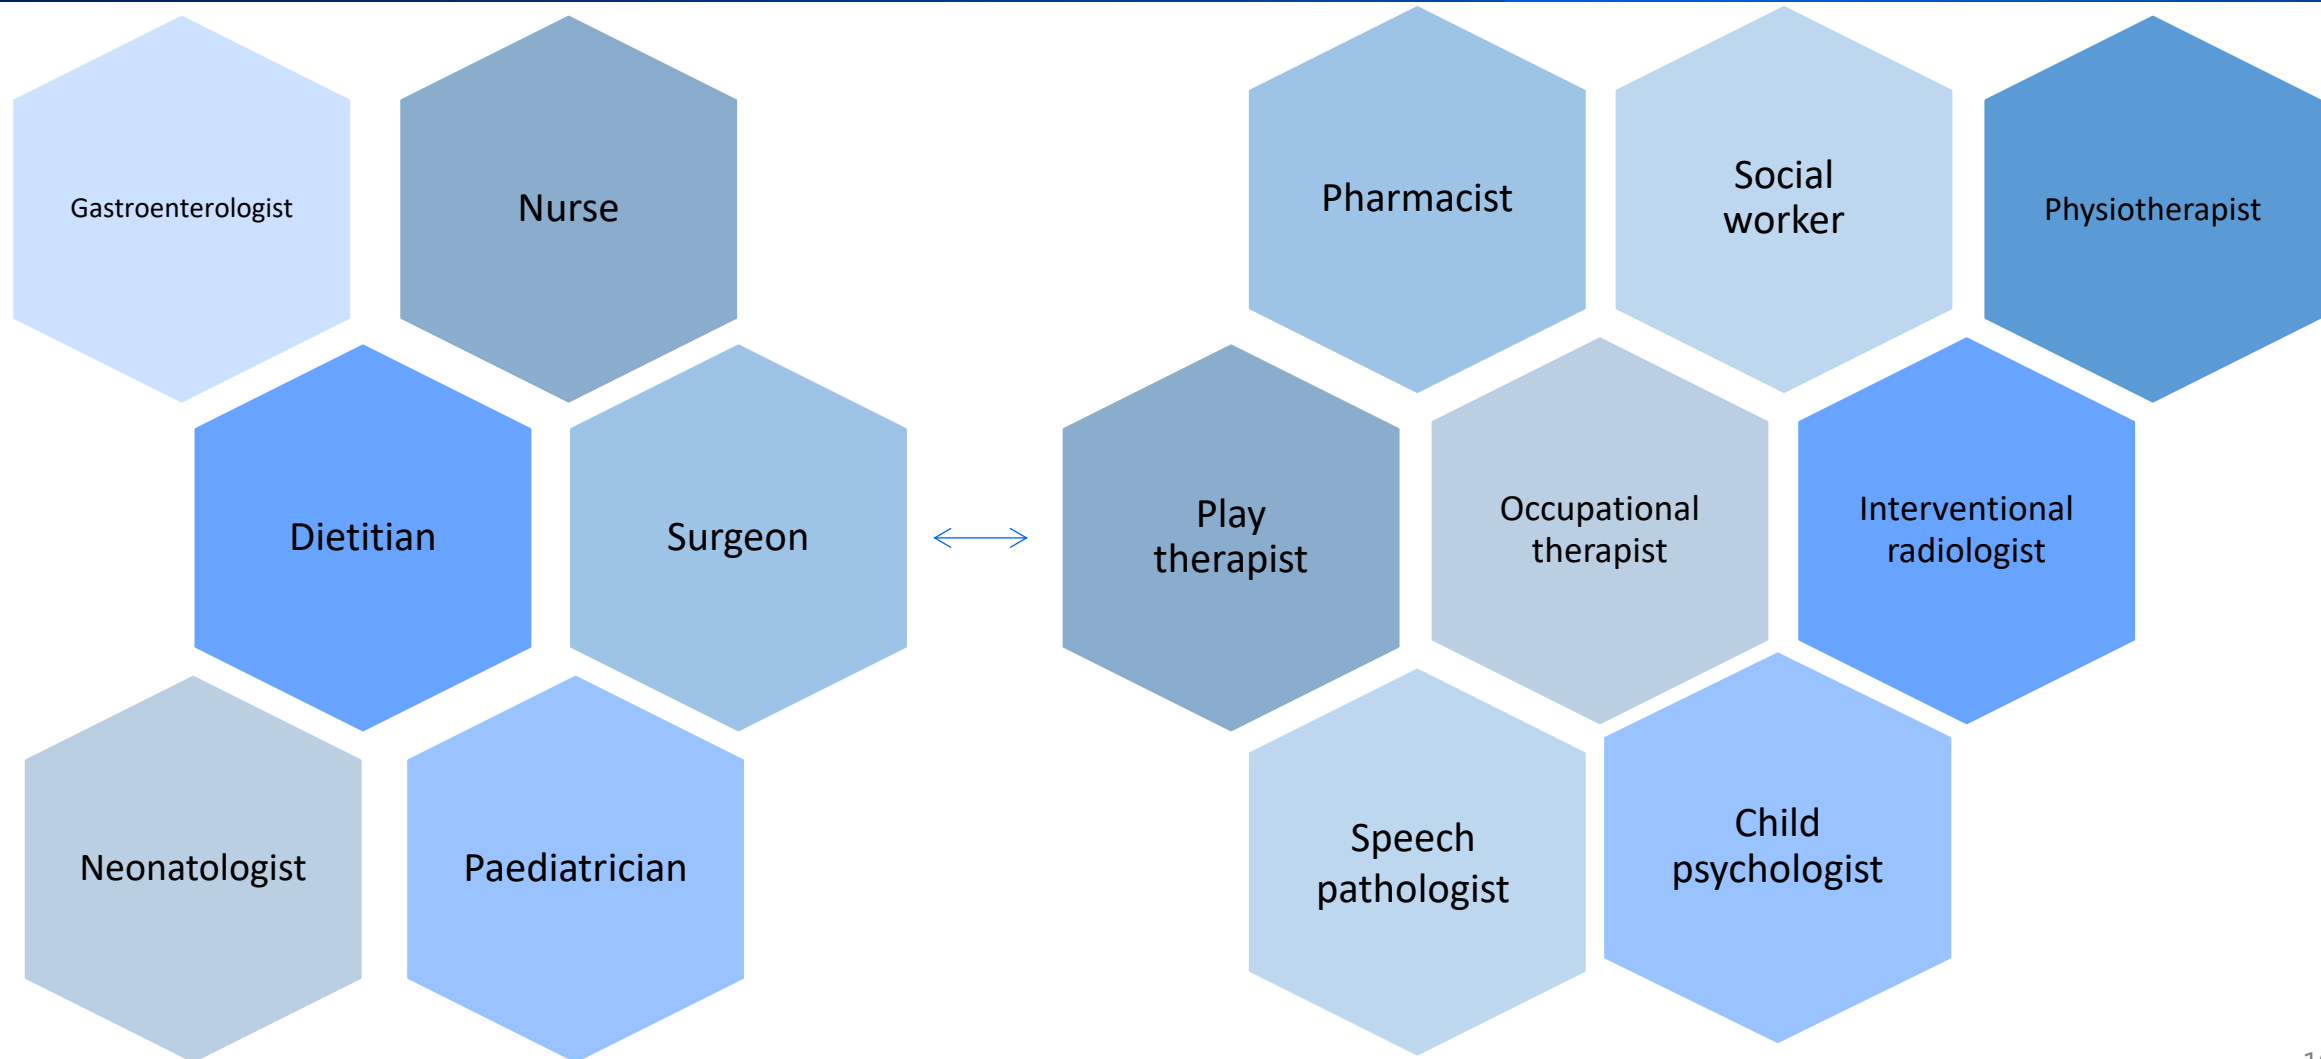 Gastroenterologist
Nurse
Dietitian
Surgeon
Neonatologist
Paediatrician
Pharmacist
Social
worker
Physiotherapist
Play
therapist
Occupational
therapist
Interventional
radiologist
Speech
pathologist
Child
psychologist